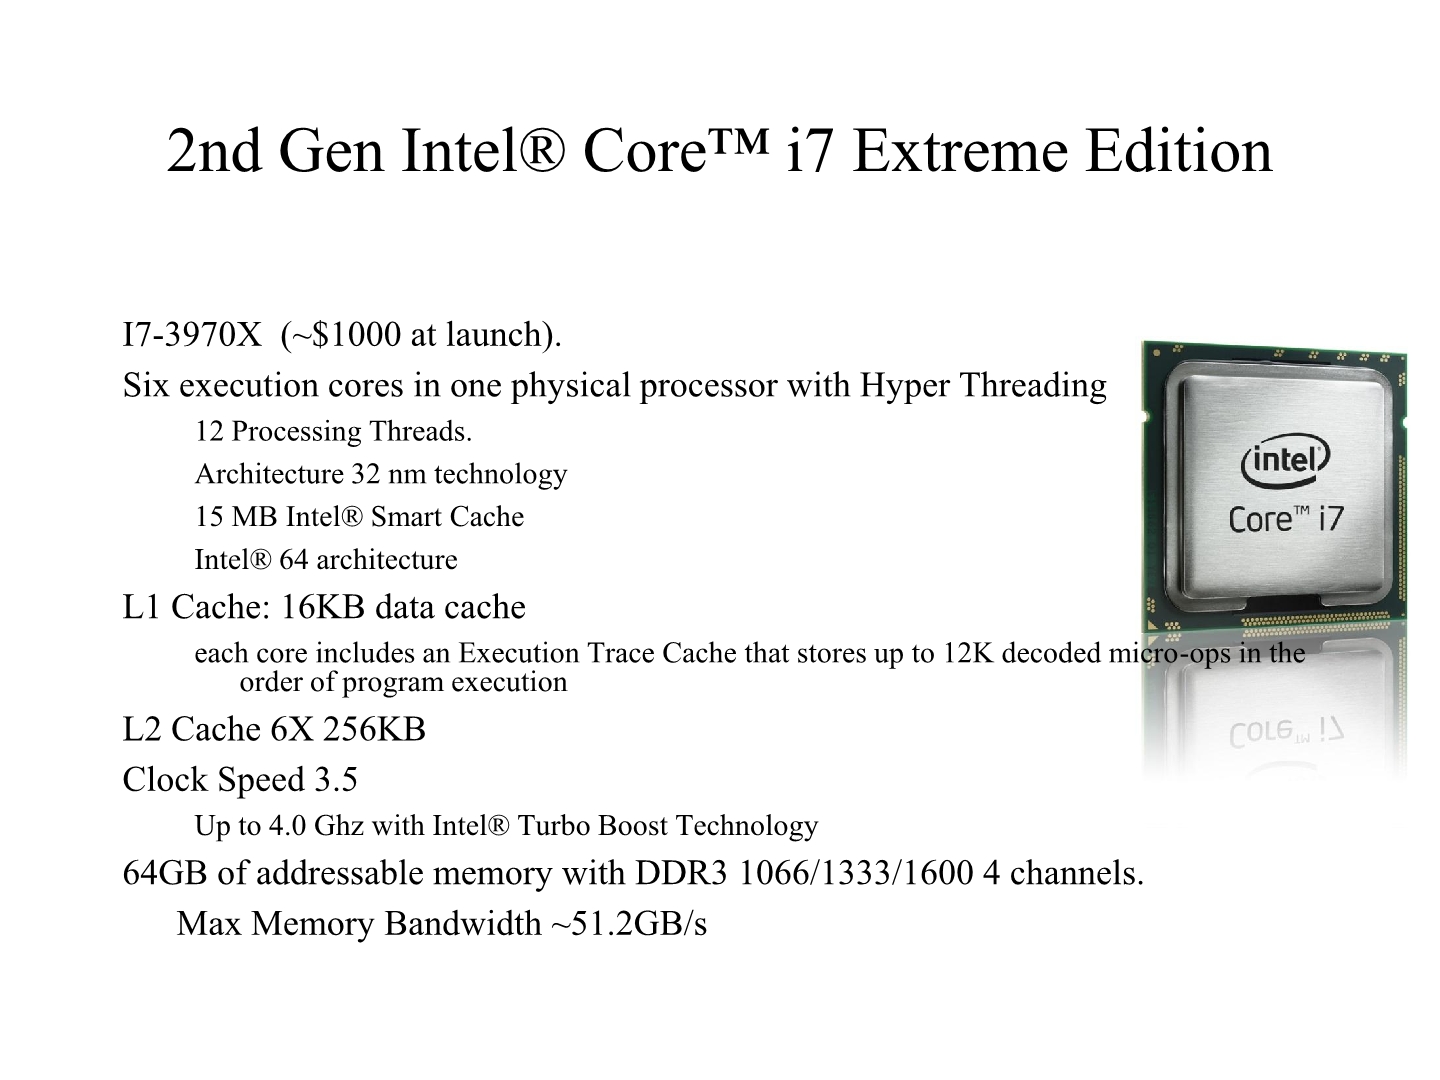 2nd Gen Intel® Core™ i7 Extreme Edition
I7-3970X  (~$1000 at launch).
Six execution cores in one physical processor with Hyper Threading
12 Processing Threads.
Architecture 32 nm technology
15 MB Intel® Smart Cache
Intel® 64 architecture
L1 Cache: 16KB data cache
each core includes an Execution Trace Cache that stores up to 12K decoded micro-ops in the
order of program execution
L2 Cache 6X 256KB
Clock Speed 3.5
Up to 4.0 Ghz with Intel® Turbo Boost Technology
64GB of addressable memory with DDR3 1066/1333/1600 4 channels.
Max Memory Bandwidth ~51.2GB/s
intel®
Core™ i7
Core™ i7